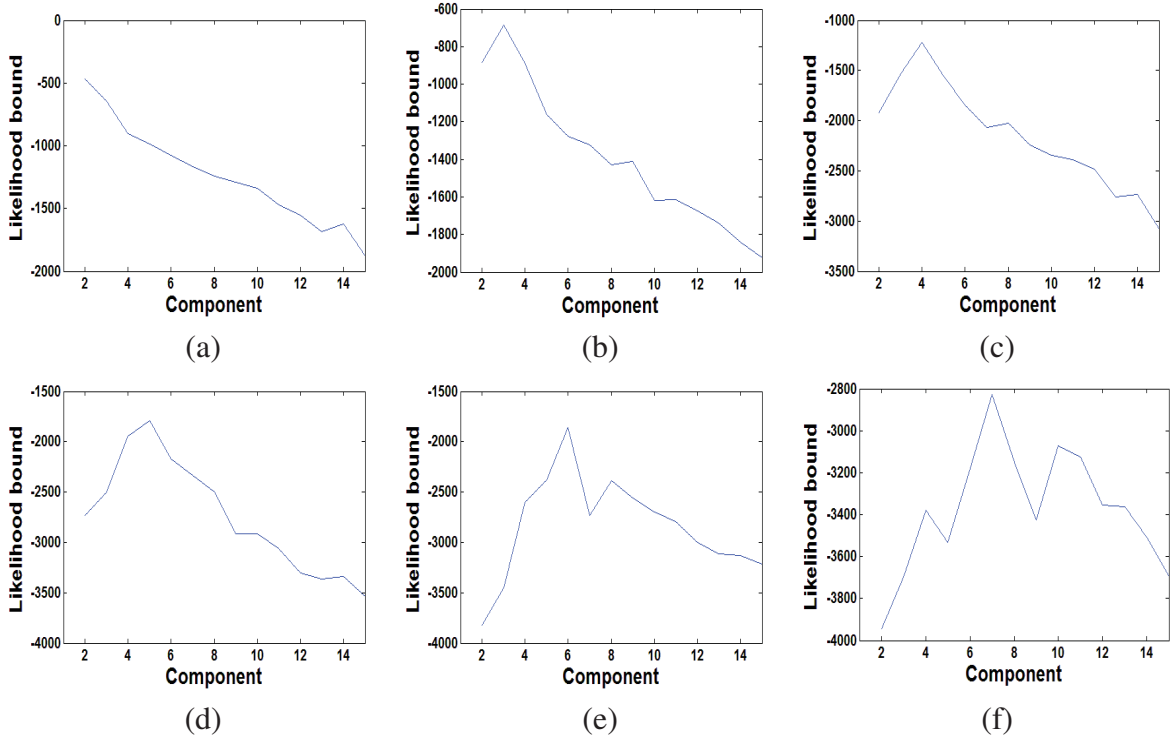 0
-500
-1000
-1500
-2000
2 4 6 8 10 12 14
Likelihood bound
Component
(a)
-600
-800
-1000
-1200
-1400
-1600
-1800
-2000
2 4 6 8 10 12 14
Likelihood bound
Component
(b)
-1000
-1500
-2000
-2500
-3000
-3500
2 4 6 8 10 12 14
Likelihood bound
Component
(c)
-1500
-2000
-2500
-3000
-3500
-4000
2 4 6 8 10 12 14
Likelihood bound
Component
(d)
-1500
-2000
-2500
-3000
-3500
-4000
2 4 6 8 10 12 14
Likelihood bound
Component
(e)
-2800
-3000
-3200
-3400
-3600
-3800
-4000
2 4 6 8 10 12 14
Likelihood bound
Component
(f)